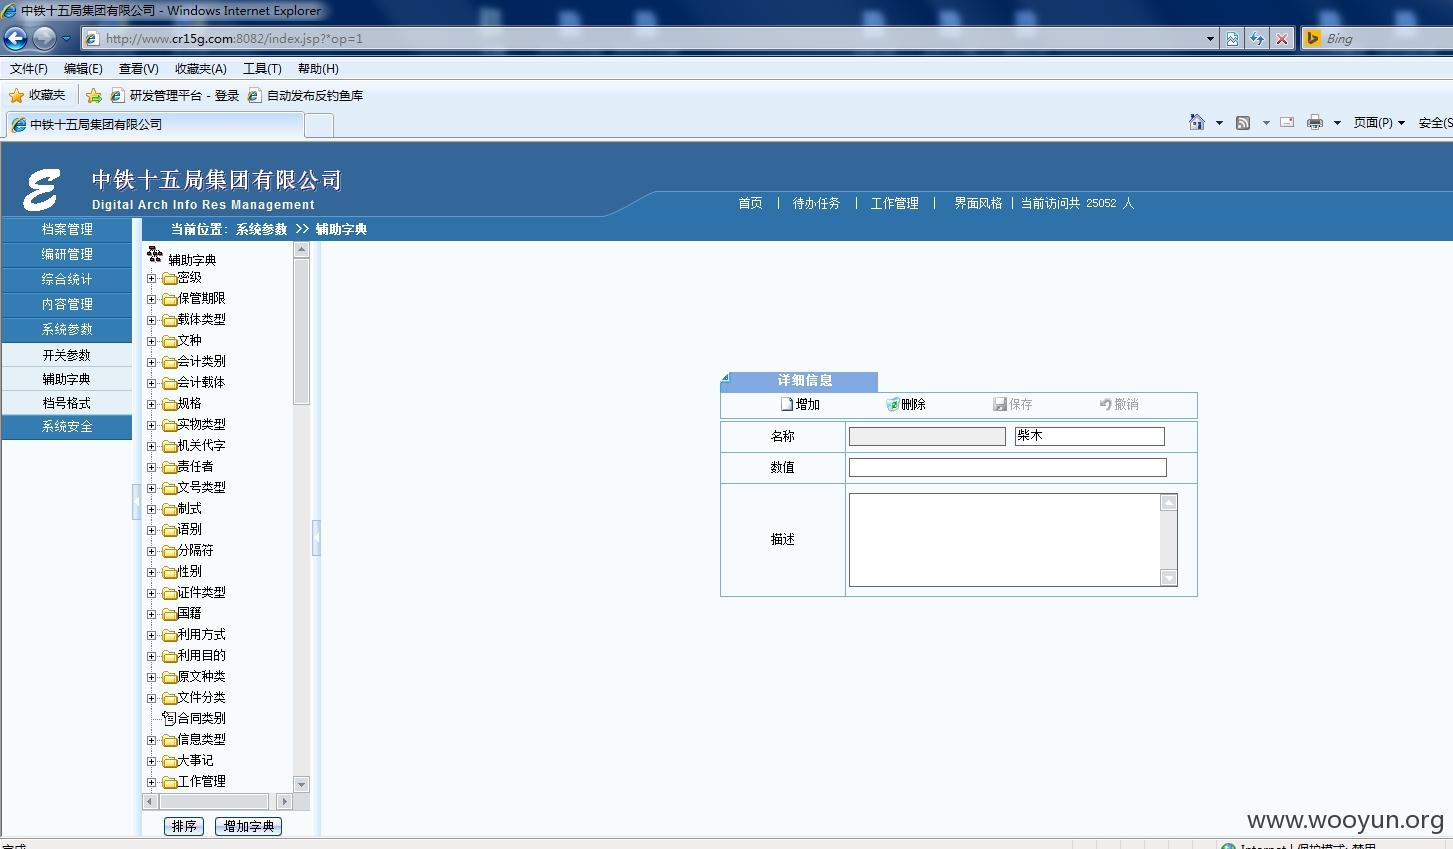 中铁十五局集团有限公司 - Windows Internet Explorer
http://www.cr15g.com:8082/index.jsp?*op=1
Bing
文件(F) 编辑(E) 查看(V) 收藏夹(A) 工具(T) 帮助(H)
收藏夹 研发管理平台 - 登录 自动发布反钓鱼库
中铁十五局集团有限公司
页面(P) 安全(S
E 中铁十五局集团有限公司
Digital Arch Info Res Management
首页 | 待办任务 | 工作管理 | 界面风格 | 当前访问共 25052 人
当前位置: 系统参数 >> 辅助字典
档案管理
编研管理
综合统计
内容管理
系统参数
开关参数
辅助字典
档号格式
系统安全
辅助字典
密级
保管期限
载体类型
文种
会计类别
会计载体
规格
实物类型
机关代字
责任者
文号类型
制式
语别
分隔符
性别
证件类型
国籍
利用方式
利用目的
原文种类
文件分类
合同类别
信息类型
大事记
工作管理
排序 增加字典
详细信息
增加 删除 保存 撤销
名称 柴木
数值
描述
www.wooyun.org